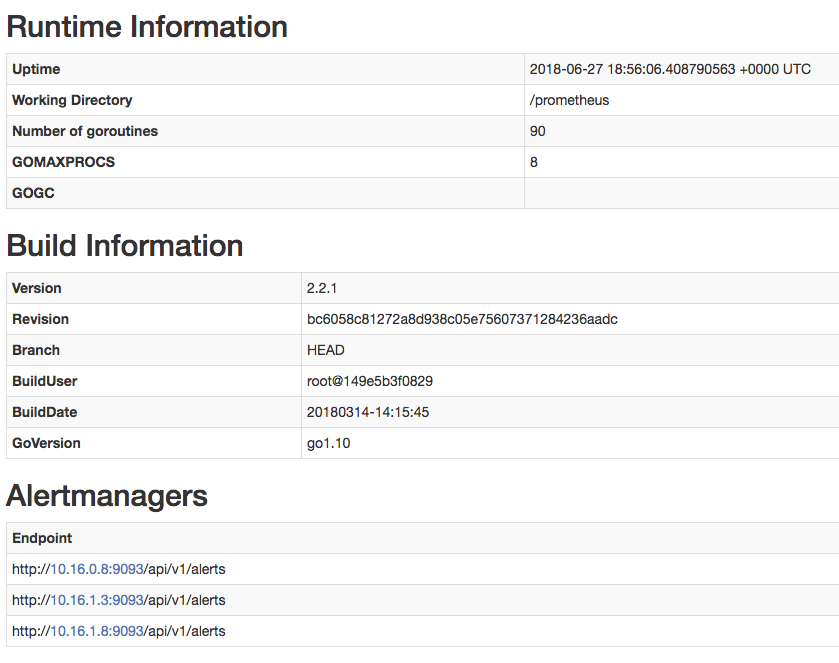 Runtime Information
Uptime 2018-06-27 18:56:06.408790563 +0000 UTC
Working Directory /prometheus
Number of goroutines 90
GOMAXPROCS 8
GOGC
Build Information
Version 2.2.1
Revision bc6058c81272a8d938c05e75607371284236aadc
Branch HEAD
BuildUser root@149e5b3f0829
BuildDate 20180314-14:15:45
GoVersion go1.10
Alertmanagers
Endpoint
http://10.16.0.8:9093/api/v1/alerts
http://10.16.1.3:9093/api/v1/alerts
http://10.16.1.8:9093/api/v1/alerts